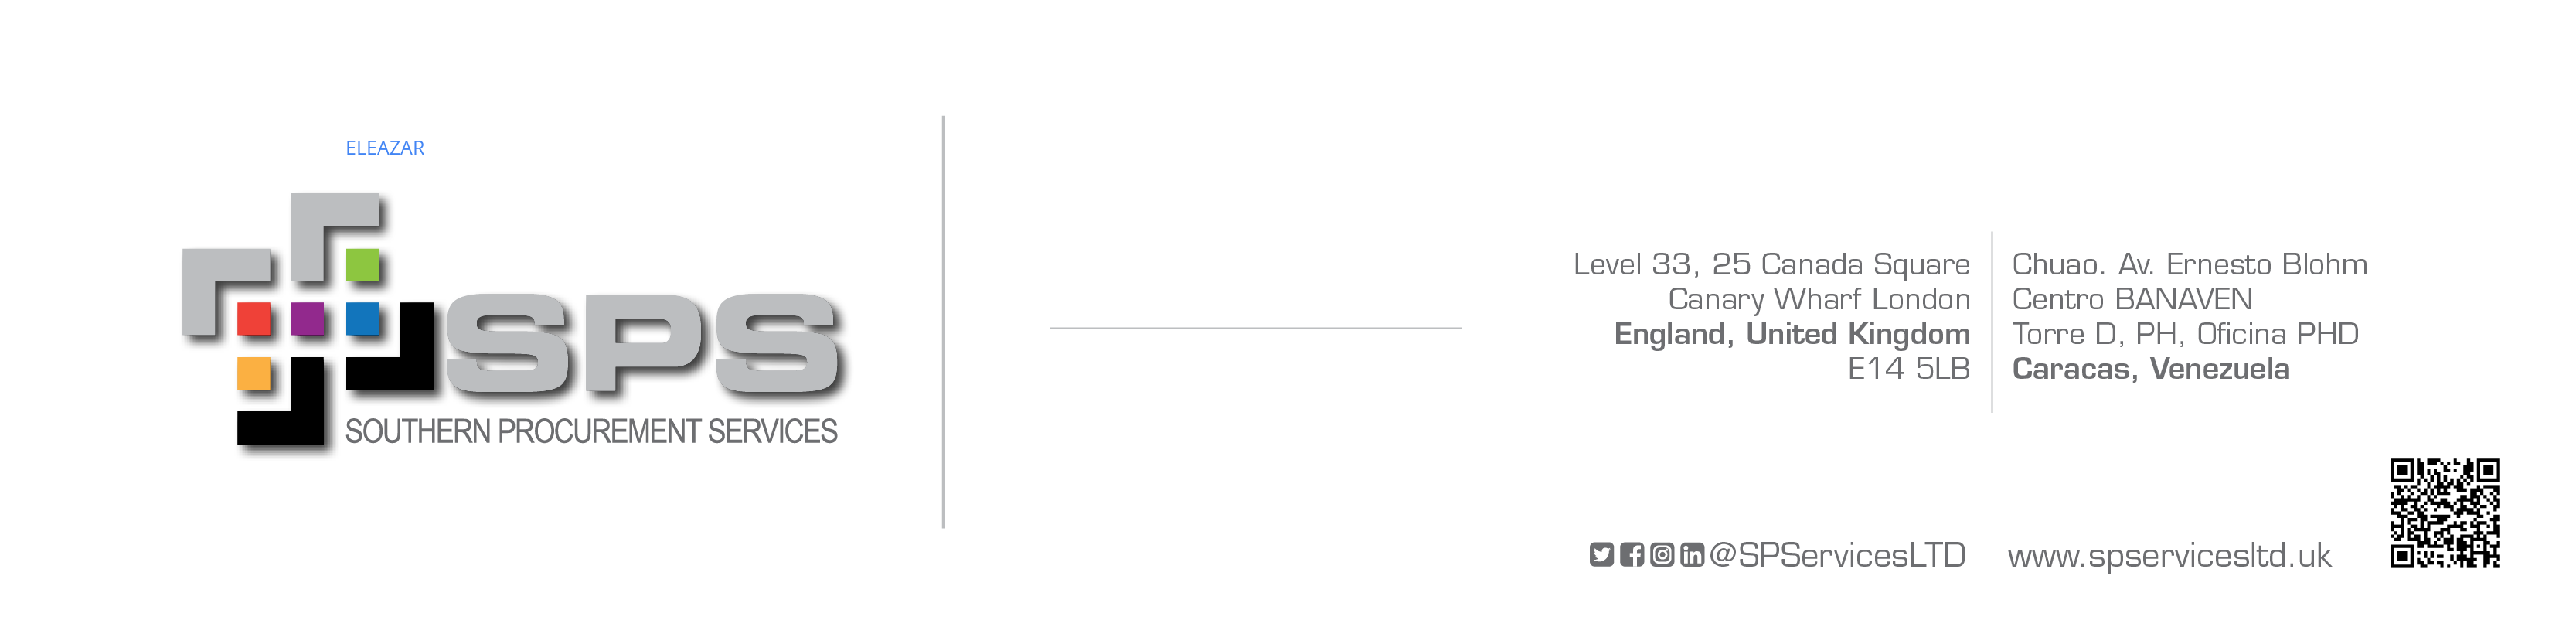 ELEAZAR
SPS
SOUTHERN PROCUREMENT SERVICES
Level 33, 25 Canada Square
Canary Wharf London
England, United Kingdom
E14 5LB
Chuao. Av. Ernesto Blohm
Centro BANAVEN
Torre D, PH, Oficina PHD
Caracas, Venezuela
@SPServicesLTD
www.spservicesltd.uk